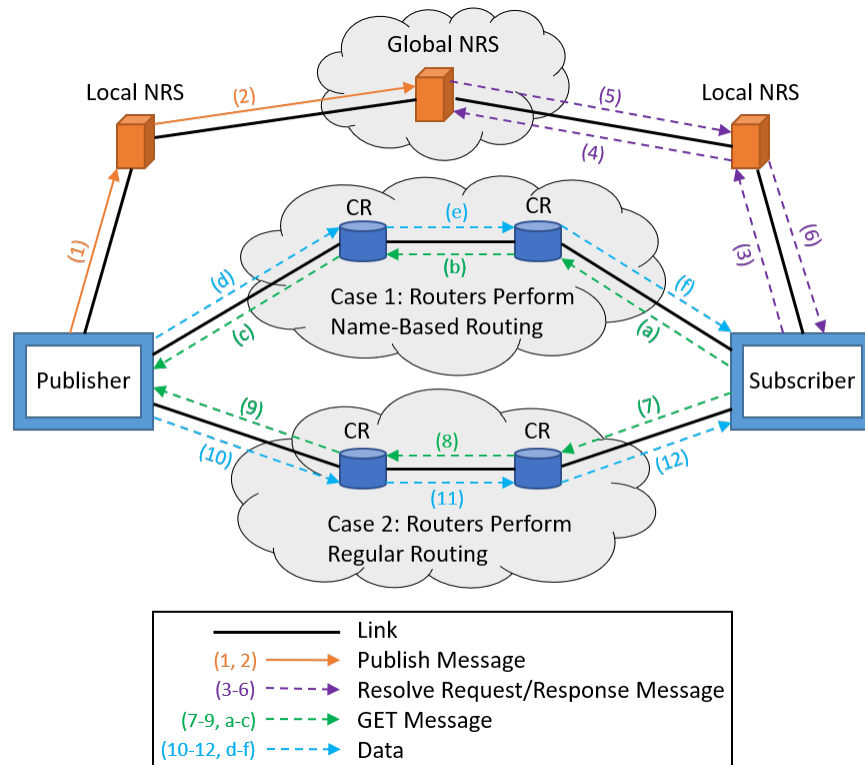 Global NRS
Local NRS
(2)
(5)
Local NRS
(4)
(1)
(3)
(6)
CR
(e)
CR
(d)
(b)
(f)
(c)
Case 1: Routers Perform
Name-Based Routing
(a)
Publisher
Subscriber
(9)
CR
(8)
CR
(7)
(10)
(11)
(12)
Case 2: Routers Perform
Regular Routing
Link
(1, 2) Publish Message
(3-6) Resolve Request/Response Message
(7-9, a-c) GET Message
(10-12, d-f) Data